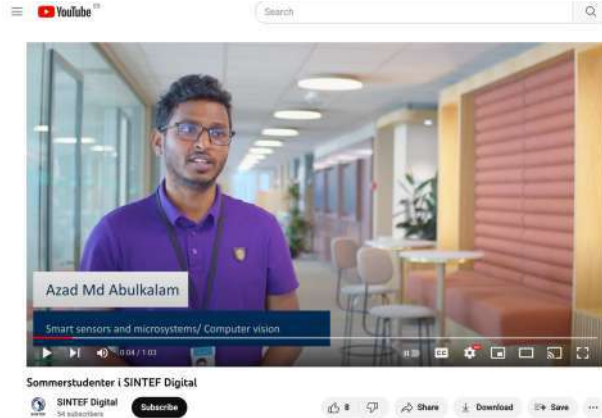 YouTube
Search
Azad Md Abulkalam
Smart sensors and microsystems/ Computer vision
0:04 / 1:03
Sommerstudenter i SINTEF Digital
SINTEF Digital
54 subscribers
Subscribe
8
Share
Download
Save